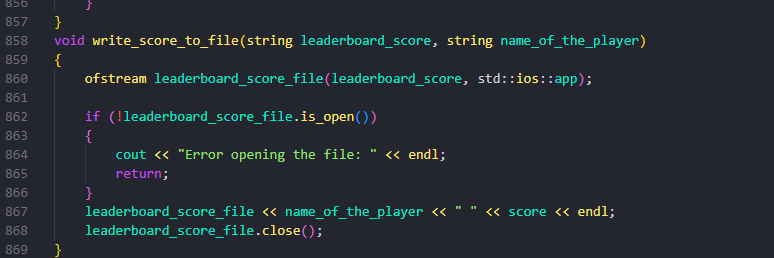 856 }
857 }
858 void write_score_to_file(string leaderboard_score, string name_of_the_player)
859 {
860 ofstream leaderboard_score_file(leaderboard_score, std::ios::app);
861
862 if (!leaderboard_score_file.is_open())
863 {
864 cout << "Error opening the file: " << endl;
865 return;
866 }
867 leaderboard_score_file << name_of_the_player << " " << score << endl;
868 leaderboard_score_file.close();
869 }